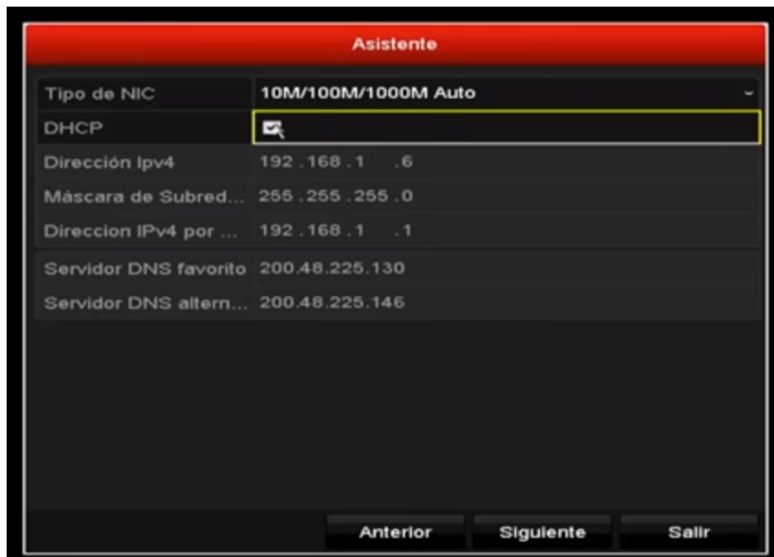 Asistente
Tipo de NIC 10M/100M/1000M Auto
DHCP
Dirección Ipv4 192.168.1.6
Máscara de Subred... 255.255.255.0
Direccion IPv4 por ... 192.168.1.1
Servidor DNS favorito 200.48.225.130
Servidor DNS altern... 200.48.225.146
Anterior Siguiente Salir